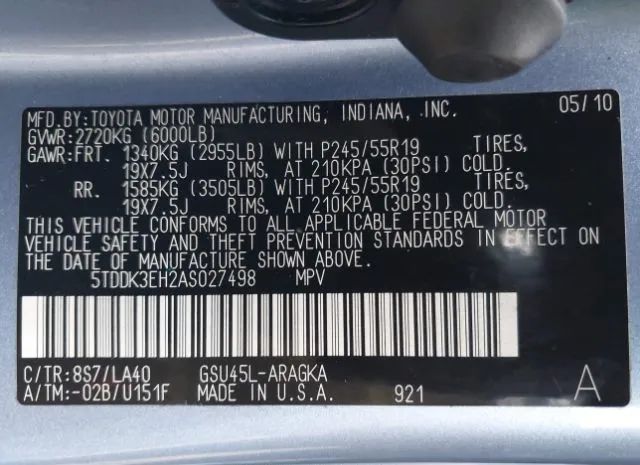 MFD.BY:TOYOTA MOTOR MANUFACTURING, INDIANA, INC. 05/10
GVWR:2720KG (6000LB)
GAWR:FRT. 1340KG (2955LB) WITH P245/55R19 TIRES,
19X7.5J RIMS, AT 210KPA (30PSI) COLD.
RR. 1585KG (3505LB) WITH P245/55R19 TIRES,
19X7.5J RIMS, AT 210KPA (30PSI) COLD.
THIS VEHICLE CONFORMS TO ALL APPLICABLE FEDERAL MOTOR
VEHICLE SAFETY AND THEFT PREVENTION STANDARDS IN EFFECT ON
THE DATE OF MANUFACTURE SHOWN ABOVE.
5TDDK3EH2AS027498 MPV
C/TR:8S7/LA40 GSU45L-ARAGKA
A/TM:-02B/U151F MADE IN U.S.A. 921 A